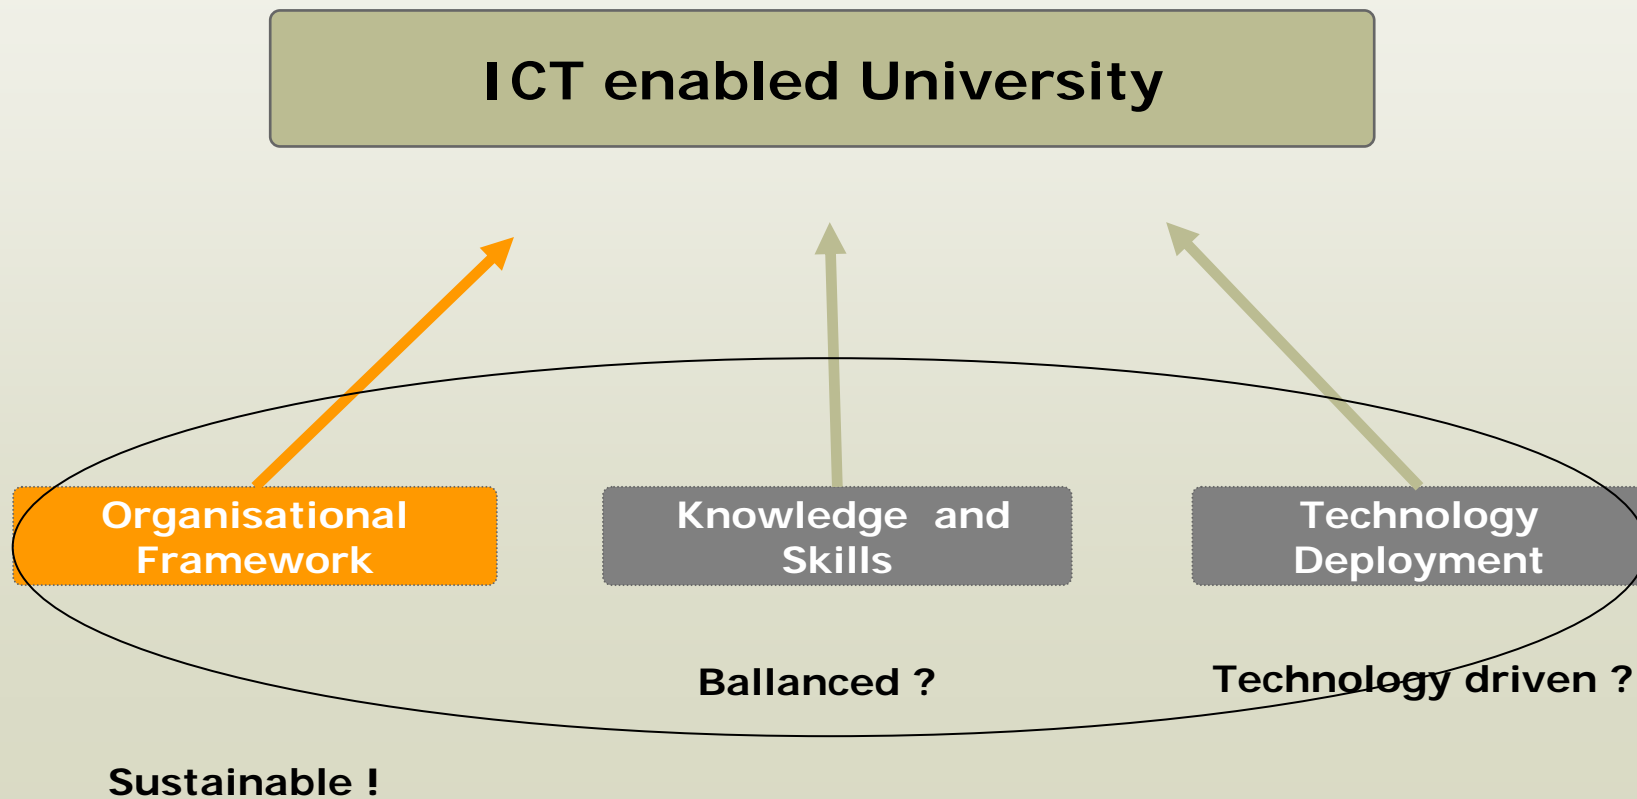 ICT enabled University
Organisational
Framework
Knowledge and
Skills
Technology
Deployment
Ballanced ?
Technology driven ?
Sustainable !